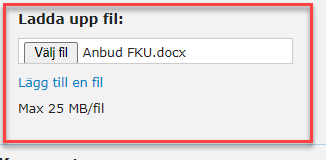 Ladda upp fil:
Välj fil Anbud FKU.docx
Lägg till en fil
Max 25 MB/fil